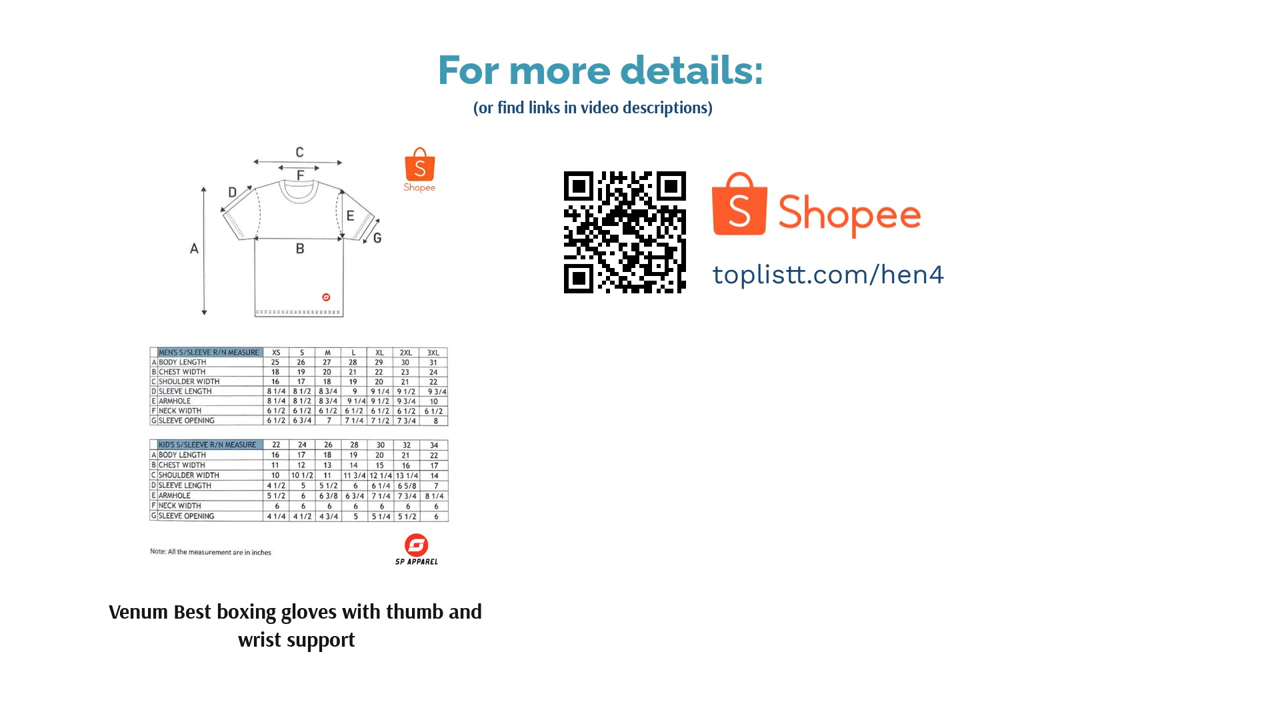 For more details:
(or find links in video descriptions)
C
F
D
E
G
A
B
S
Shopee
S Shopee
toplistt.com/hen4
MEN'S S/SLEEVE R/N MEASURE XS S M L XL 2XL 3XL
A BODY LENGTH 25 26 27 28 29 30 31
B CHEST WIDTH 18 19 20 21 22 23 24
C SHOULDER WIDTH 16 17 18 19 20 21 22
D SLEEVE LENGTH 8 1/4 8 1/2 8 3/4 9 9 1/4 9 1/2 9 3/4
E ARMHOLE 8 1/4 8 1/2 8 3/4 9 1/4 9 1/2 9 3/4 10
F NECK WIDTH 6 1/2 6 1/2 6 1/2 6 1/2 6 1/2 6 1/2 6 1/2
G SLEEVE OPENING 6 1/2 6 3/4 7 7 1/4 7 1/2 7 3/4 8
KID'S S/SLEEVE R/N MEASURE 22 24 26 28 30 32 34
A BODY LENGTH 16 17 18 19 20 21 22
B CHEST WIDTH 11 12 13 14 15 16 17
C SHOULDER WIDTH 10 10 1/2 11 11 3/4 12 1/4 13 1/4 14
D SLEEVE LENGTH 4 1/2 5 5 1/2 6 6 1/4 6 5/8 7
E ARMHOLE 5 1/2 6 6 3/8 6 3/4 7 1/4 7 3/4 8 1/4
F NECK WIDTH 6 6 6 6 6 6 6
G SLEEVE OPENING 4 1/4 4 1/2 4 3/4 5 5 1/4 5 1/2 6
Note: All the measurement are in inches
SP APPAREL
Venum Best boxing gloves with thumb and
wrist support